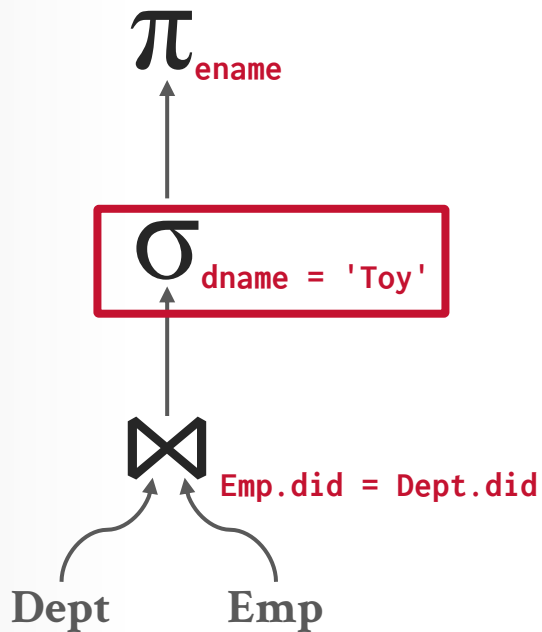 π ename
σ dname = 'Toy'
⋈ Emp.did = Dept.did
Dept Emp